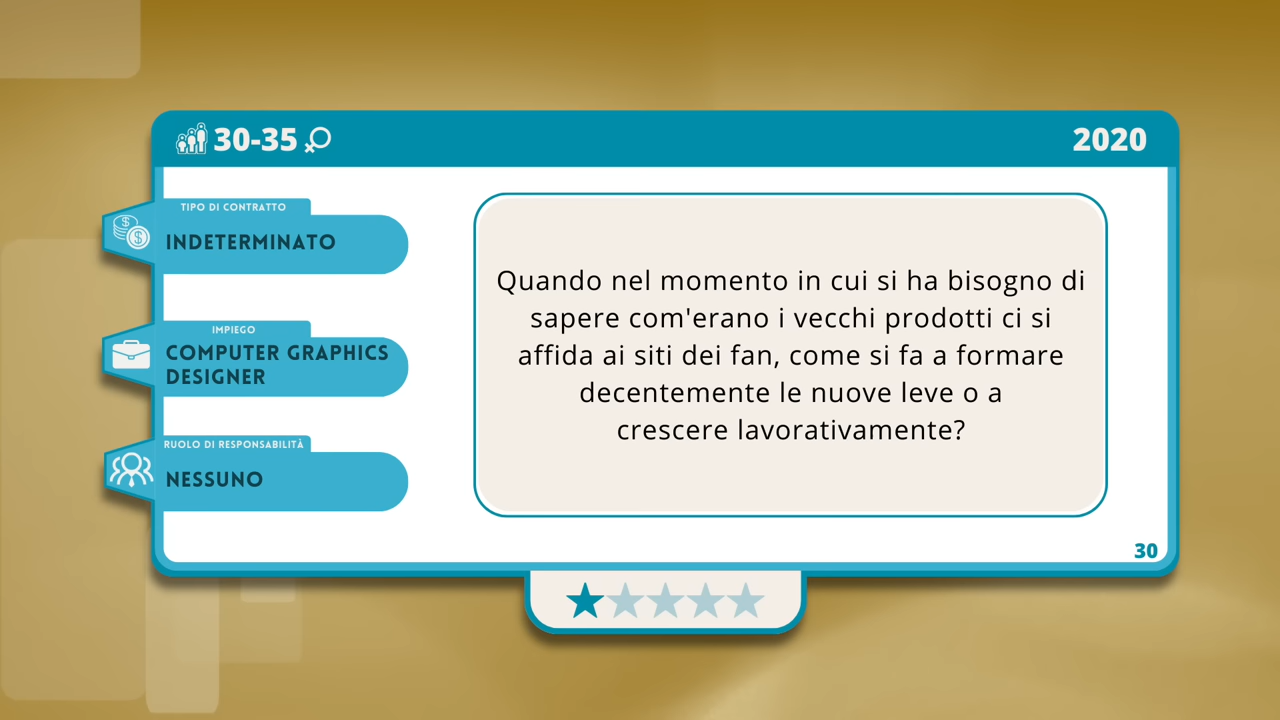 30-35
2020
TIPO DI CONTRATTO
INDETERMINATO
IMPIEGO
COMPUTER GRAPHICS
DESIGNER
RUOLO DI RESPONSABILITÀ
NESSUNO
Quando nel momento in cui si ha bisogno di
sapere com'erano i vecchi prodotti ci si
affida ai siti dei fan, come si fa a formare
decentemente le nuove leve o a
crescere lavorativamente?
30